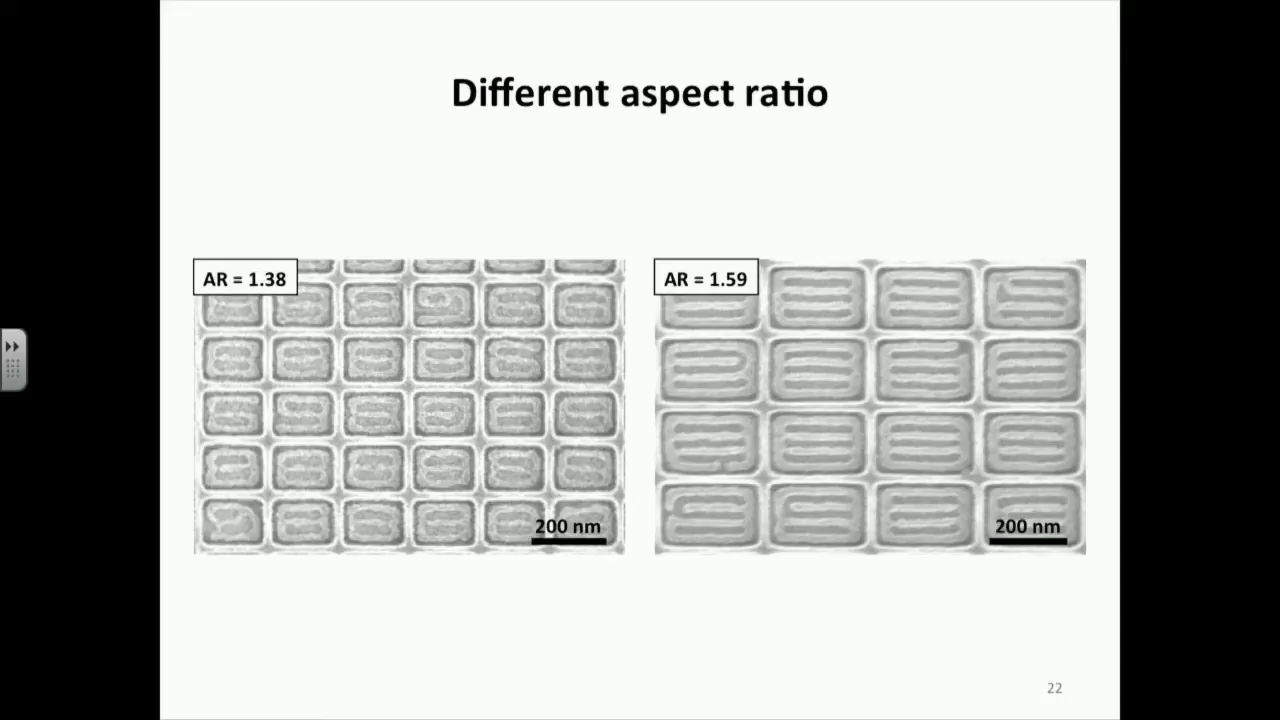 Different aspect ratio
AR = 1.38
AR = 1.59
200 nm
200 nm
22